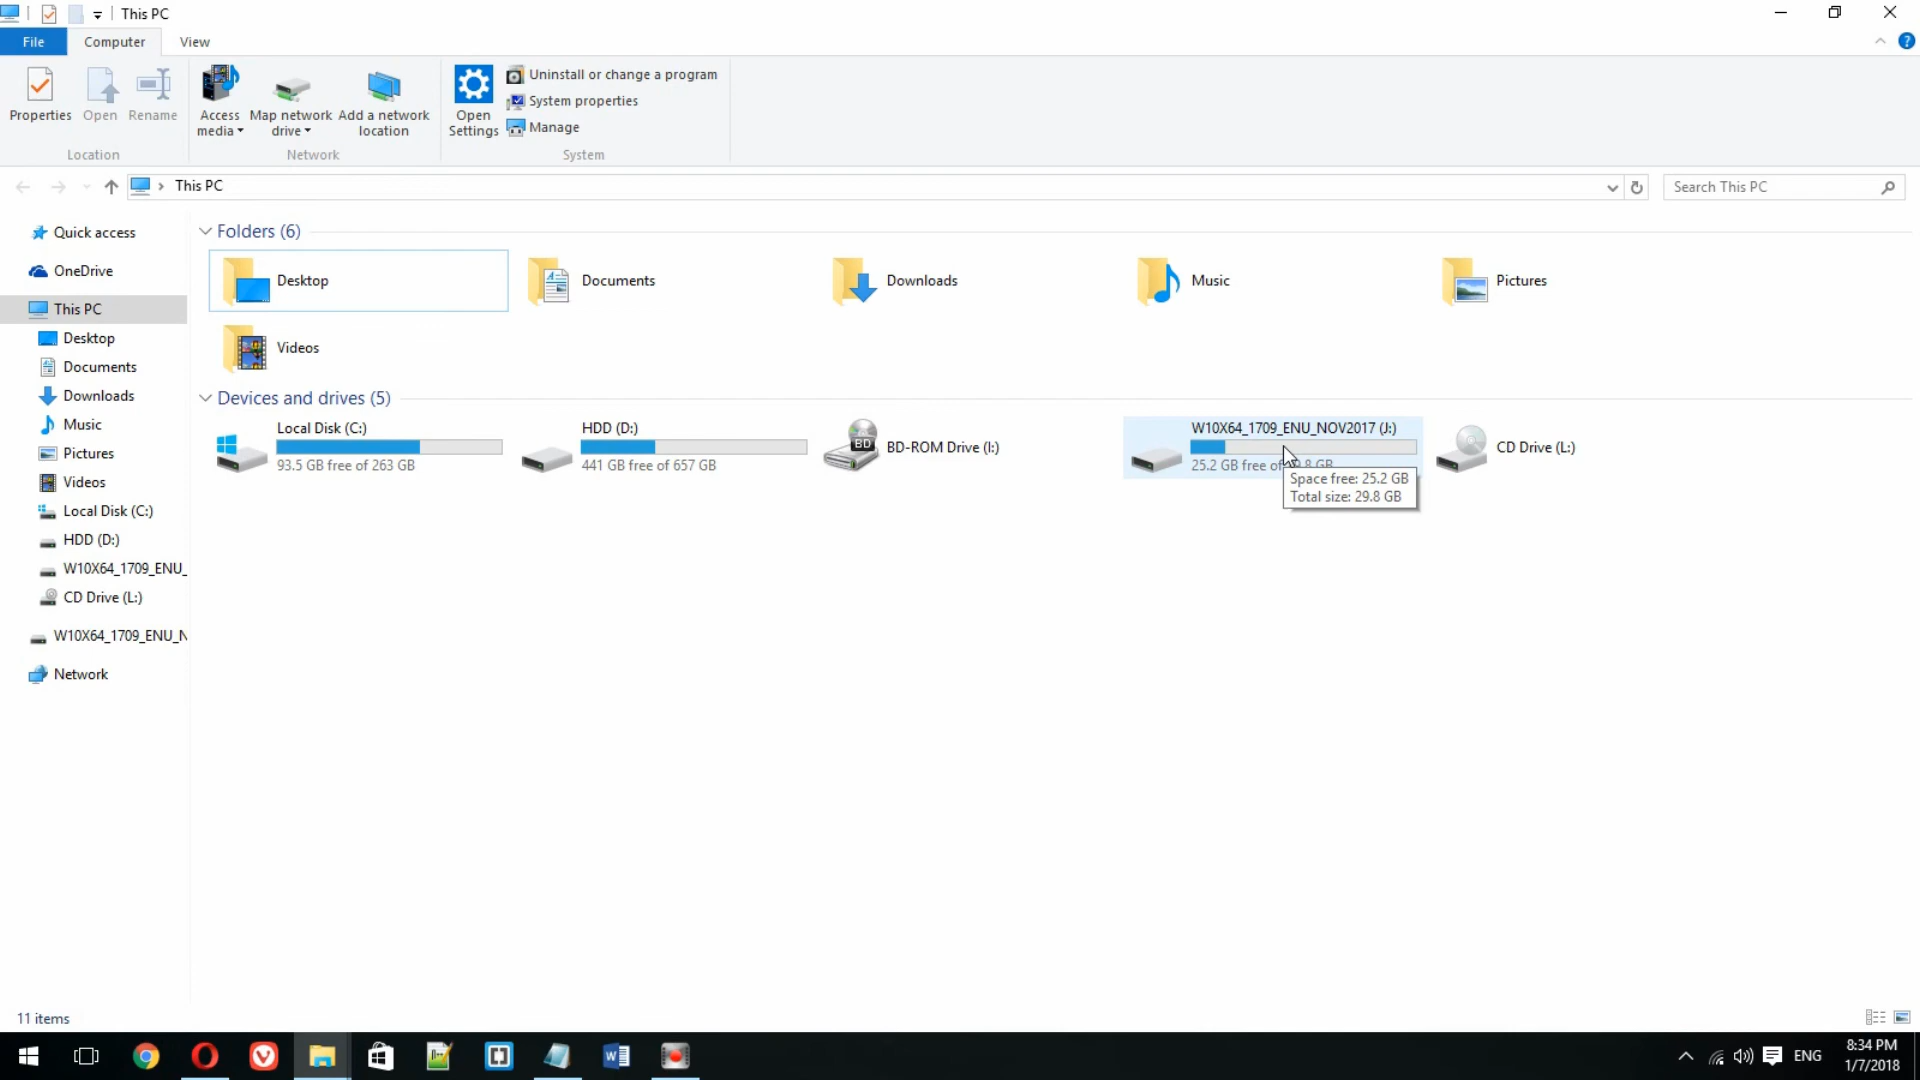 This PC
File
Computer
View
Properties
Open
Rename
Access
media
Map network
drive
Add a network
location
Open
Settings
Uninstall or change a program
System properties
Manage
Location
Network
System
This PC
Search This PC
Quick access
OneDrive
This PC
Desktop
Documents
Downloads
Music
Pictures
Videos
Local Disk (C:)
HDD (D:)
W10X64_1709_ENU_
CD Drive (L:)
W10X64_1709_ENU_N
Network
Folders (6)
Desktop
Documents
Downloads
Music
Pictures
Videos
Devices and drives (5)
Local Disk (C:)
93.5 GB free of 263 GB
HDD (D:)
441 GB free of 657 GB
BD
BD-ROM Drive (I:)
W10X64_1709_ENU_NOV2017 (J:)
25.2 GB free of
Space free: 25.2 GB
Total size: 29.8 GB
CD Drive (L:)
11 items
ENG
8:34 PM
1/7/2018